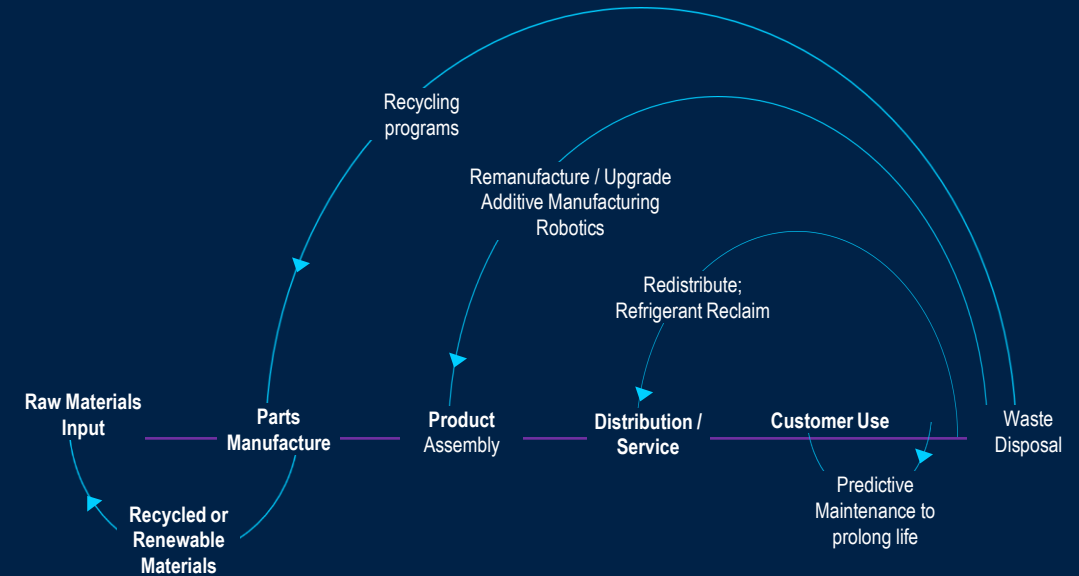 Recycling
programs
Remanufacture / Upgrade
Additive Manufacturing
Robotics
Redistribute;
Refrigerant Reclaim
Raw Materials
Input
Parts
Manufacture
Product
Assembly
Distribution /
Service
Customer Use
Waste
Disposal
Recycled or
Renewable
Materials
Predictive
Maintenance to
prolong life